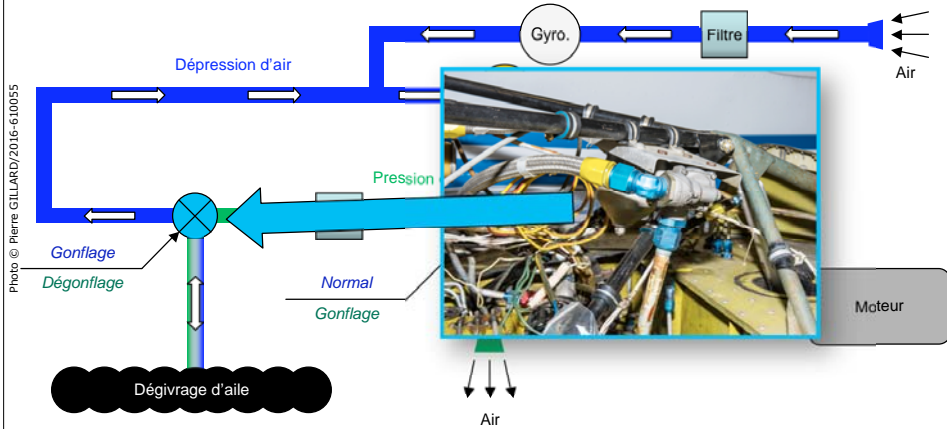 Gyro.
Filtre
Air
Dépression d'air
Pression
Gonflage
Dégonflage
Normal
Gonflage
Moteur
Dégivrage d'aile
Air
Photo © Pierre GILLARD/2016-610055